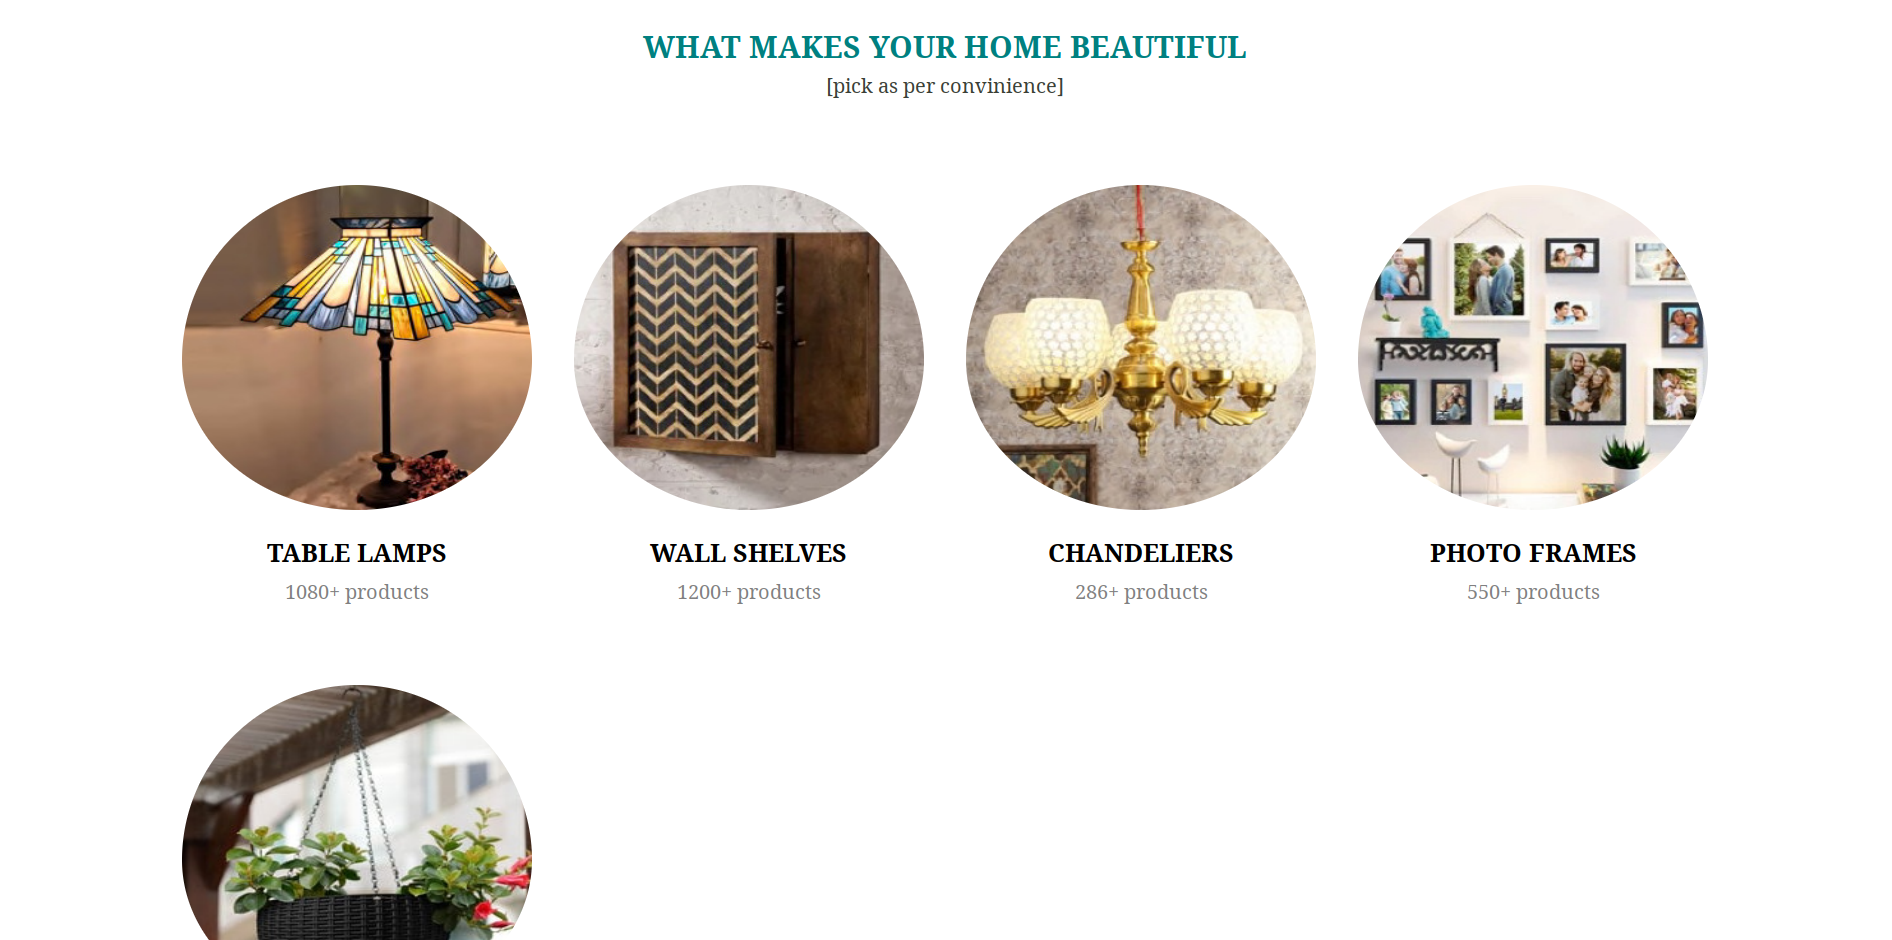 WHAT MAKES YOUR HOME BEAUTIFUL
[pick as per convinience]
TABLE LAMPS
1080+ products
WALL SHELVES
1200+ products
CHANDELIERS
286+ products
PHOTO FRAMES
550+ products